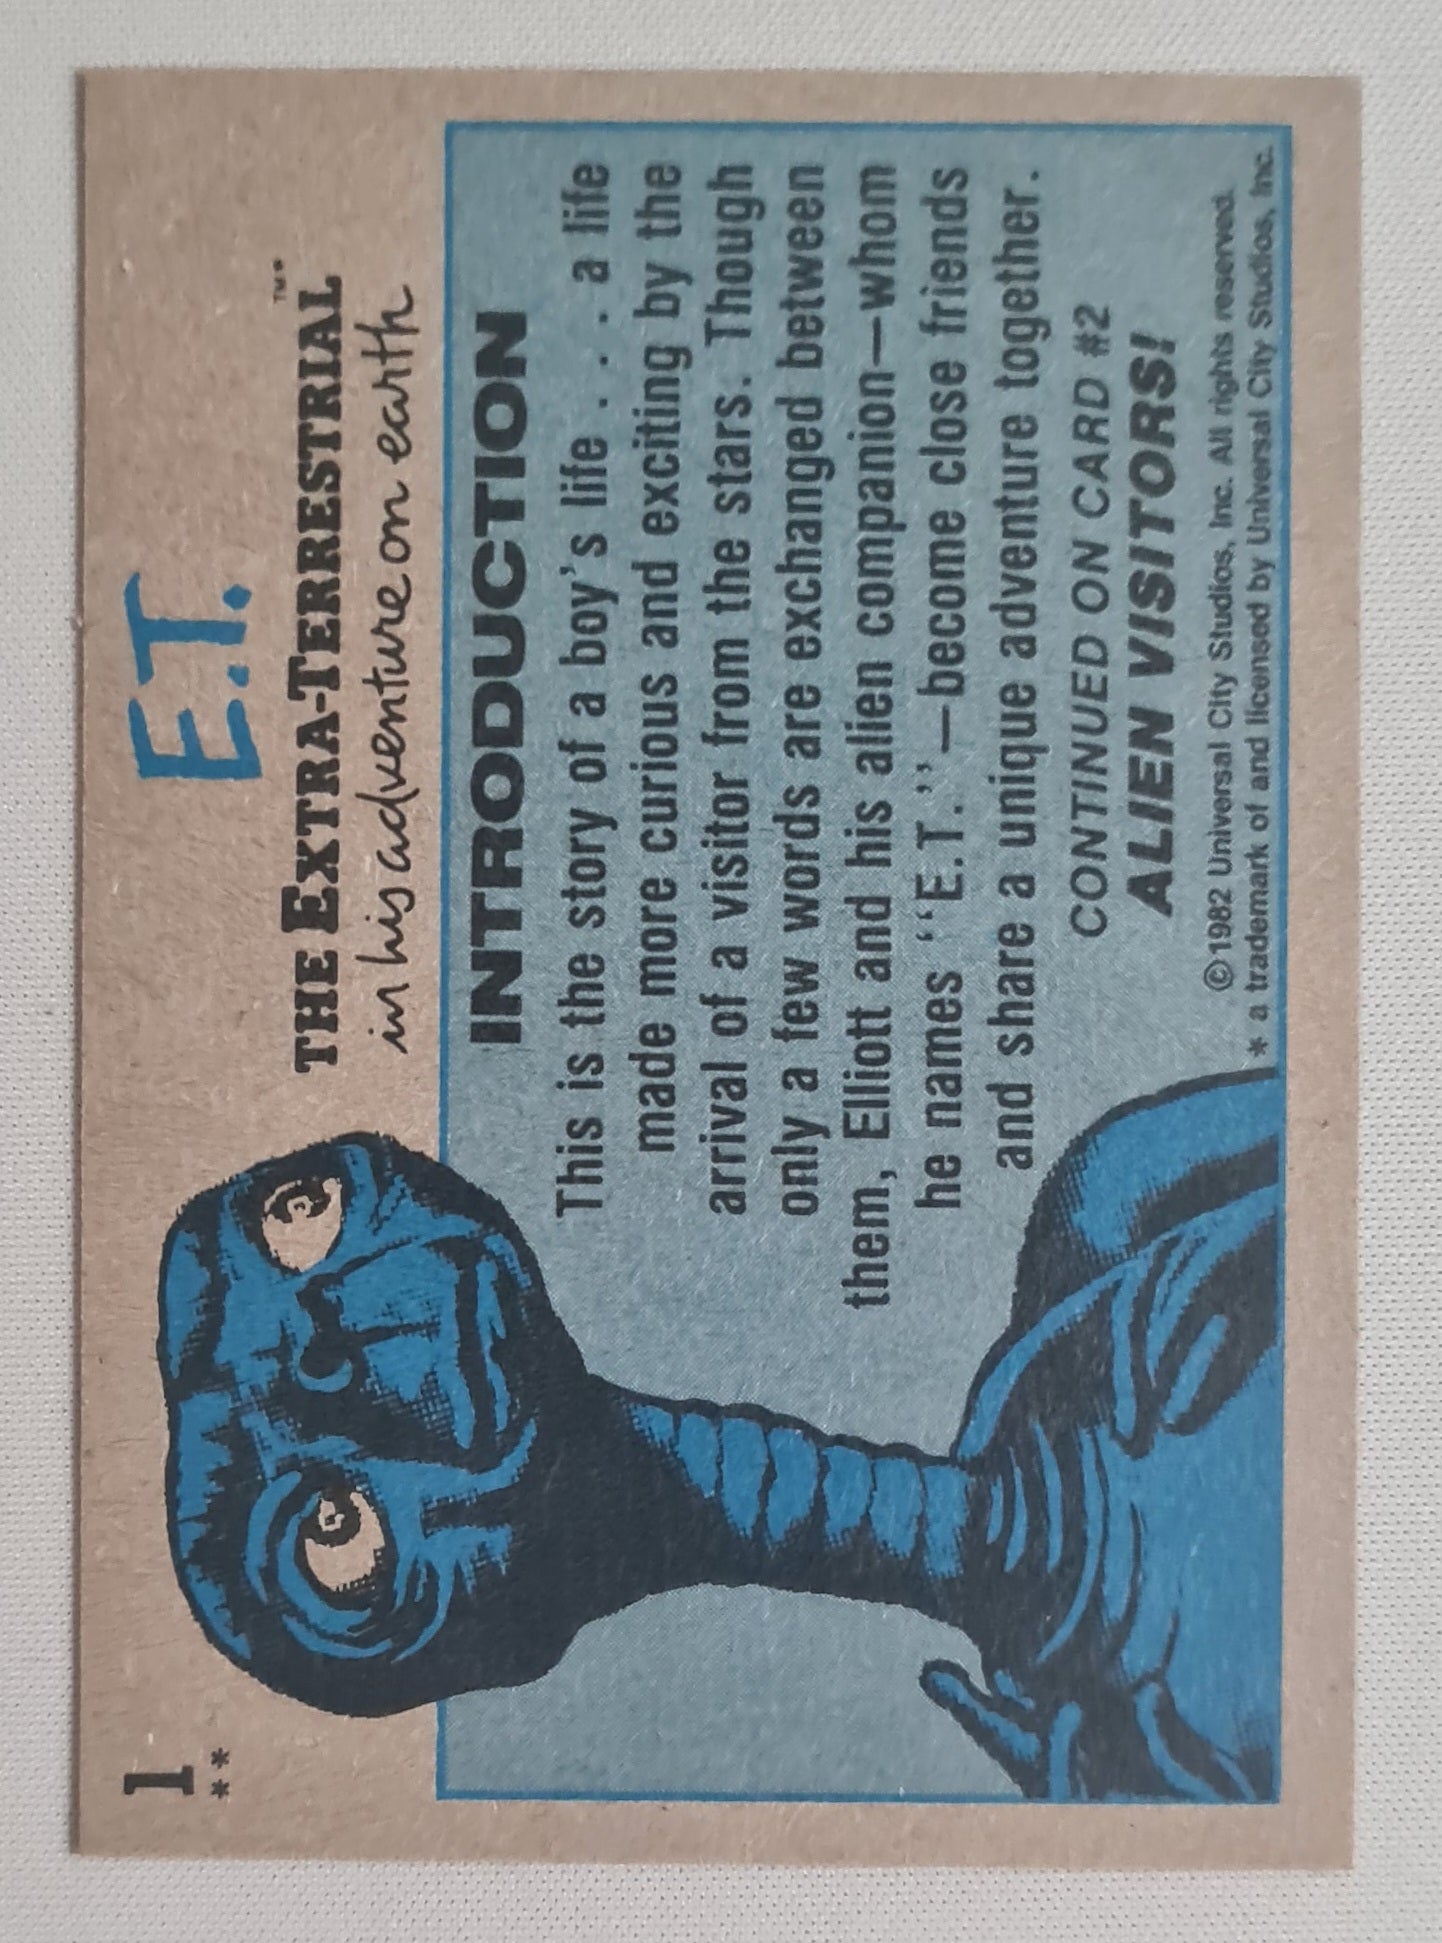 1
**
E.T.
THE EXTRA-TERRESTRIAL™
in his adventure on earth
INTRODUCTION
This is the story of a boy's life . . . a life
made more curious and exciting by the
arrival of a visitor from the stars. Though
only a few words are exchanged between
them, Elliott and his alien companion—whom
he names "E.T."—become close friends
and share a unique adventure together.
CONTINUED ON CARD #2
ALIEN VISITORS!
©1982 Universal City Studios, Inc. All rights reserved.
* a trademark of and licensed by Universal City Studios, Inc.